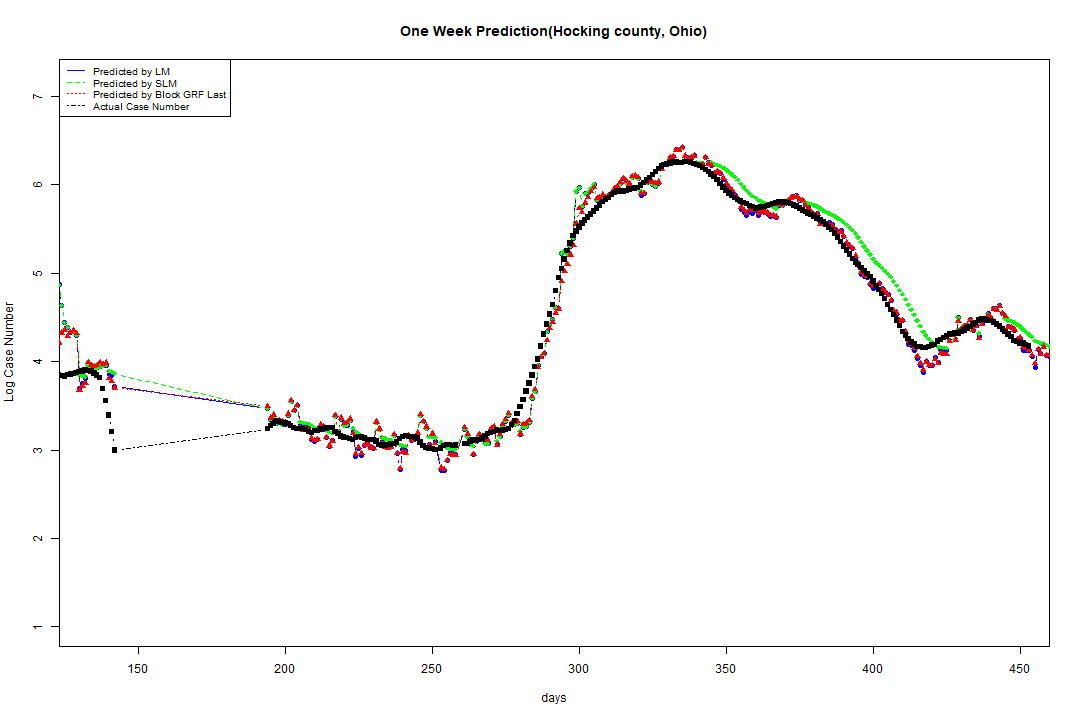 One Week Prediction(Hocking county, Ohio)
Predicted by LM
Predicted by SLM
Predicted by Block GRF Last
Actual Case Number
7
6
5
4
3
2
1
Log Case Number
150 200 250 300 350 400 450
days